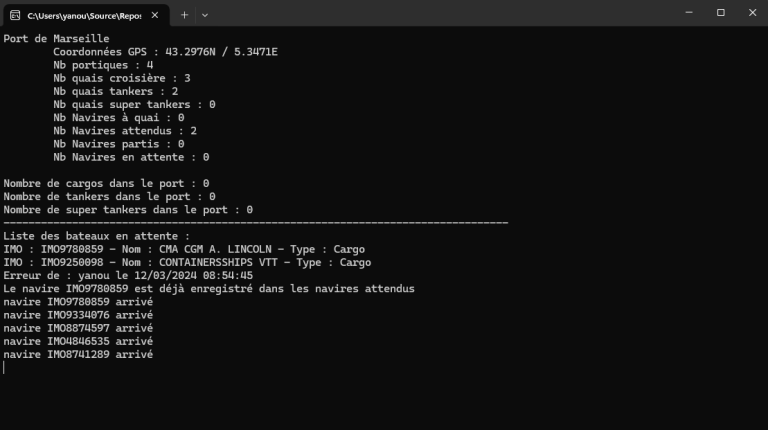 C:\Users\yanou\Source\Repos
Port de Marseille
Coordonnées GPS : 43.2976N / 5.3471E
Nb portiques : 4
Nb quais croisière : 3
Nb quais tankers : 2
Nb quais super tankers : 0
Nb Navires à quai : 0
Nb Navires attendus : 2
Nb Navires partis : 0
Nb Navires en attente : 0
Nombre de cargos dans le port : 0
Nombre de tankers dans le port : 0
Nombre de super tankers dans le port : 0
--------------------------------------------------------------------------------
Liste des bateaux en attente :
IMO : IMO9780859 - Nom : CMA CGM A. LINCOLN - Type : Cargo
IMO : IMO9250098 - Nom : CONTAINERSSHIPS VTT - Type : Cargo
Erreur de : yanou le 12/03/2024 08:54:45
Le navire IMO9780859 est déjà enregistré dans les navires attendus
navire IMO9780859 arrivé
navire IMO9334076 arrivé
navire IMO8874597 arrivé
navire IMO4846535 arrivé
navire IMO8741289 arrivé